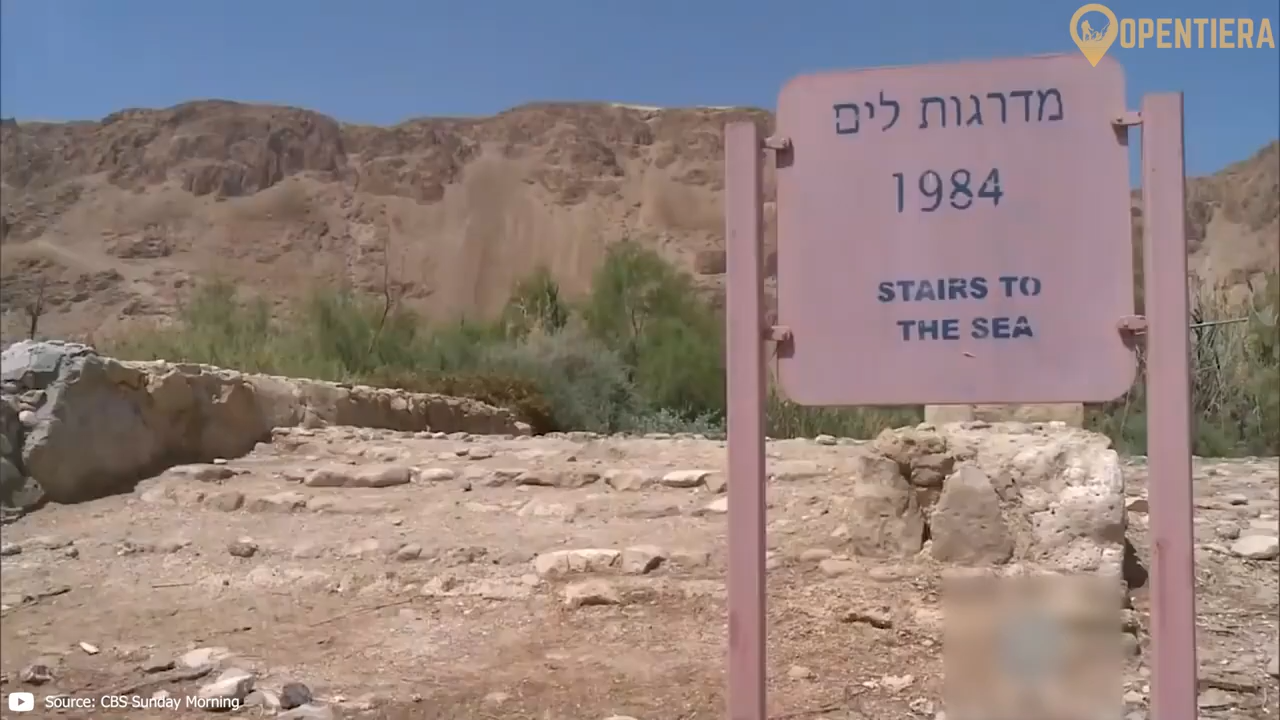 OPENTIERA
מדרגות לים
1984
STAIRS TO
THE SEA
Source: CBS Sunday Morning